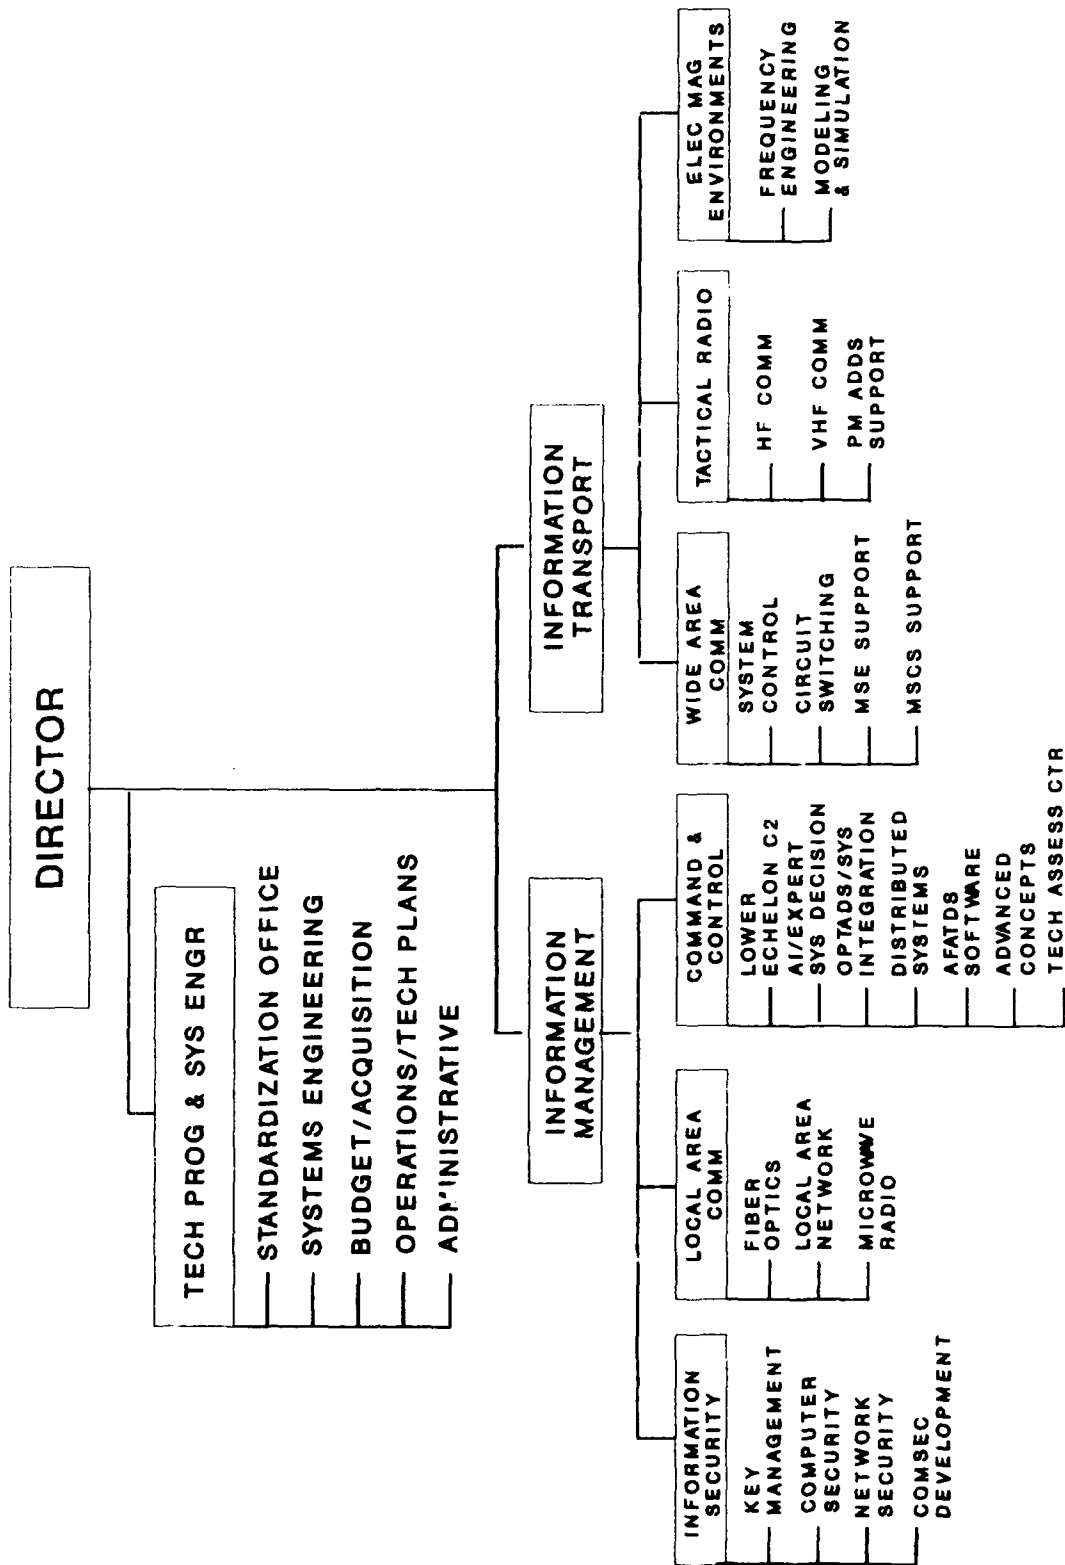 DIRECTOR
TECH PROG & SYS ENGR
STANDARDIZATION OFFICE
SYSTEMS ENGINEERING
BUDGET/ACQUISITION
OPERATIONS/TECH PLANS
ADMINISTRATIVE
INFORMATION
MANAGEMENT
INFORMATION
TRANSPORT
INFORMATION
SECURITY
KEY
MANAGEMENT
COMPUTER
SECURITY
NETWORK
SECURITY
COMSEC
DEVELOPMENT
LOCAL AREA
COMM
FIBER
OPTICS
LOCAL AREA
NETWORK
MICROWAVE
RADIO
COMMAND &
CONTROL
LOWER
ECHELON C2
AI/EXPERT
SYS DECISION
OPTADS/SYS
INTEGRATION
DISTRIBUTED
SYSTEMS
AFATDS
SOFTWARE
ADVANCED
CONCEPTS
TECH ASSESS CTR
WIDE AREA
COMM
SYSTEM
CONTROL
CIRCUIT
SWITCHING
MSE SUPPORT
MSCS SUPPORT
TACTICAL RADIO
HF COMM
VHF COMM
PM ADDS
SUPPORT
ELEC MAG
ENVIRONMENTS
FREQUENCY
ENGINEERING
MODELING
& SIMULATION